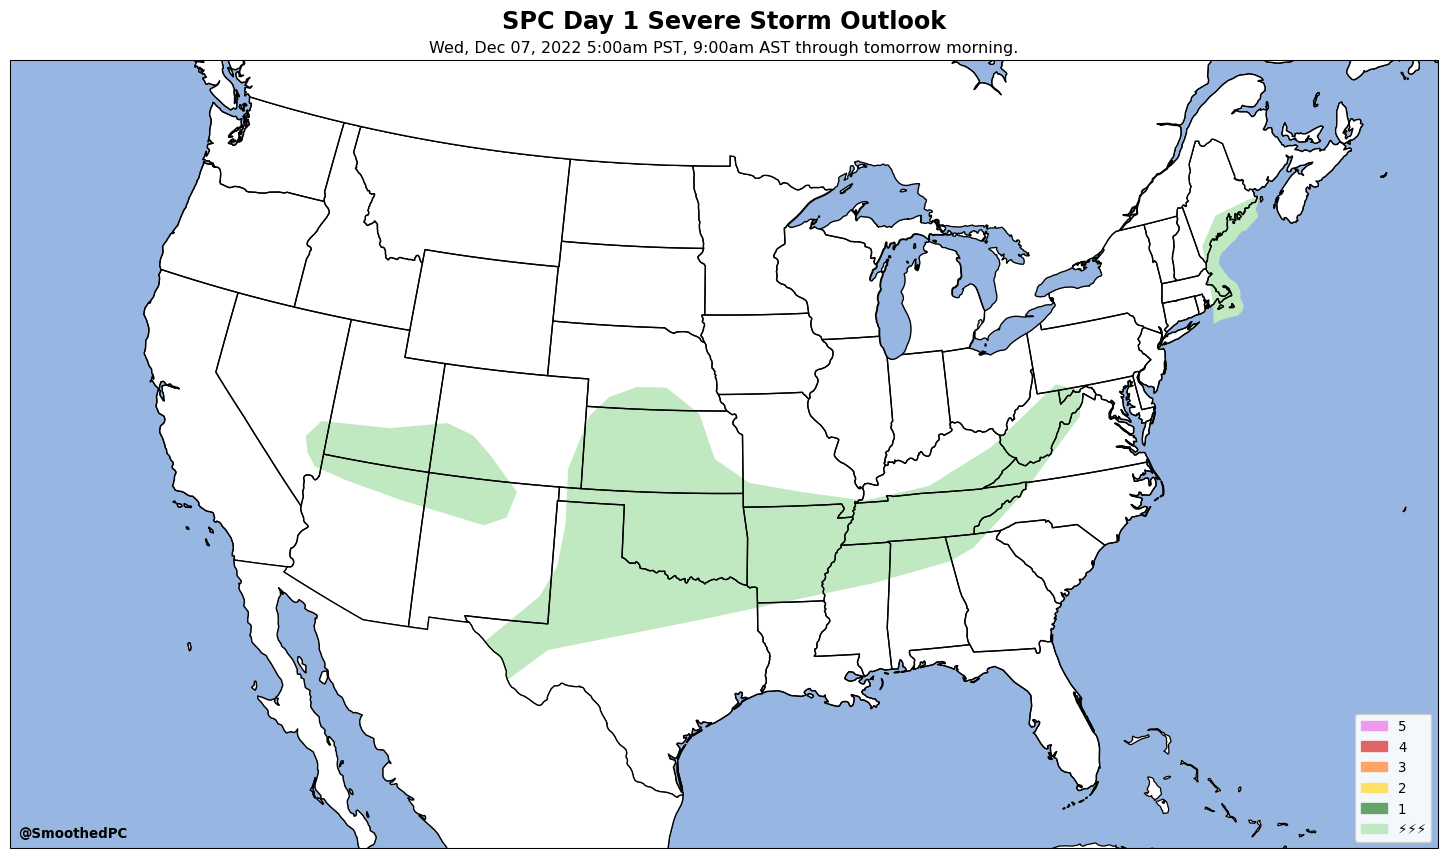 SPC Day 1 Severe Storm Outlook
Wed, Dec 07, 2022 5:00am PST, 9:00am AST through tomorrow morning.
5
4
3
2
1
⚡⚡⚡
@SmoothedPC